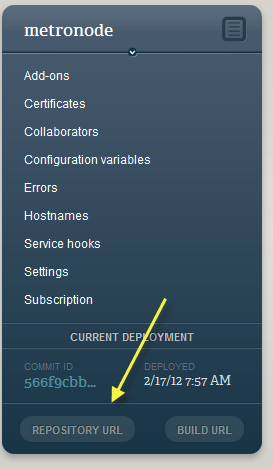 metronode
Add-ons
Certificates
Collaborators
Configuration variables
Errors
Hostnames
Service hooks
Settings
Subscription
CURRENT DEPLOYMENT
COMMIT ID DEPLOYED
566f9cbb... 2/17/12 7:57 AM
REPOSITORY URL BUILD URL